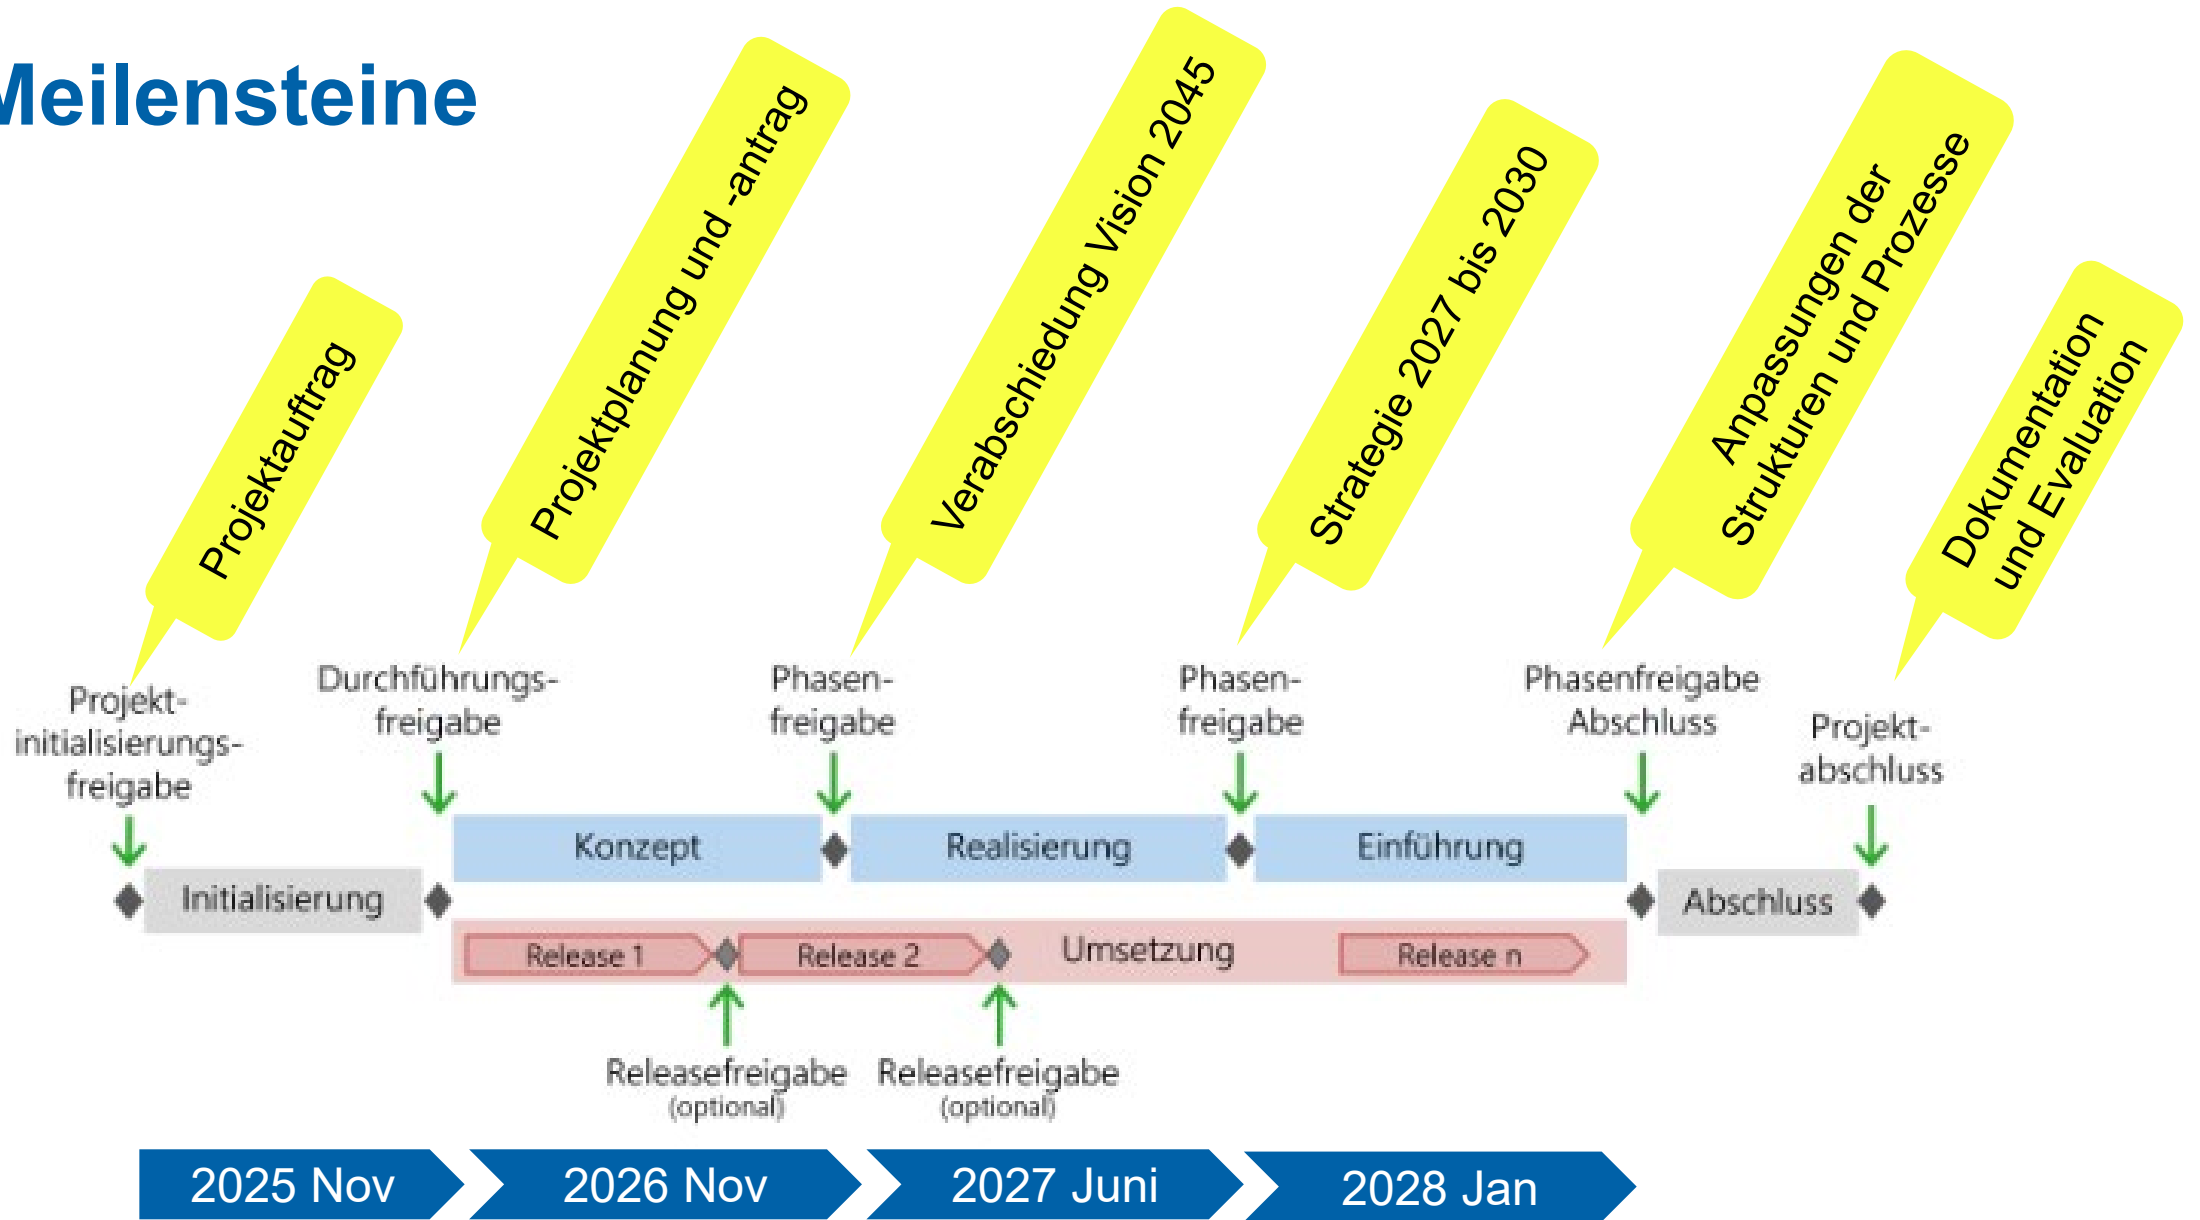 Meilensteine
Projektauftrag
Projektplanung und -antrag
Verabschiedung Vision 2045
Strategie 2027 bis 2030
Anpassungen der
Strukturen und Prozesse
Dokumentation
und Evaluation
Projekt-
initialisierungs-
freigabe
Durchführungs-
freigabe
Phasen-
freigabe
Phasen-
freigabe
Phasenfreigabe
Abschluss
Projekt-
abschluss
Konzept
Realisierung
Einführung
Initialisierung
Abschluss
Release 1
Release 2
Umsetzung
Release n
Releasefreigabe
(optional)
Releasefreigabe
(optional)
2025 Nov
2026 Nov
2027 Juni
2028 Jan